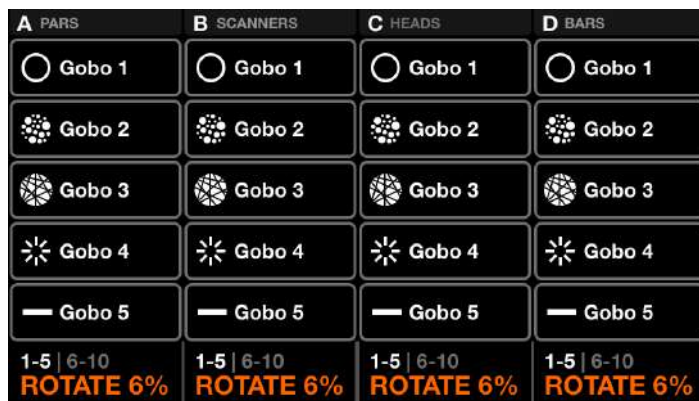 A PARS B SCANNERS C HEADS D BARS
Gobo 1 Gobo 1 Gobo 1 Gobo 1
Gobo 2 Gobo 2 Gobo 2 Gobo 2
Gobo 3 Gobo 3 Gobo 3 Gobo 3
Gobo 4 Gobo 4 Gobo 4 Gobo 4
Gobo 5 Gobo 5 Gobo 5 Gobo 5
1-5 | 6-10 1-5 | 6-10 1-5 | 6-10 1-5 | 6-10
ROTATE 6% ROTATE 6% ROTATE 6% ROTATE 6%